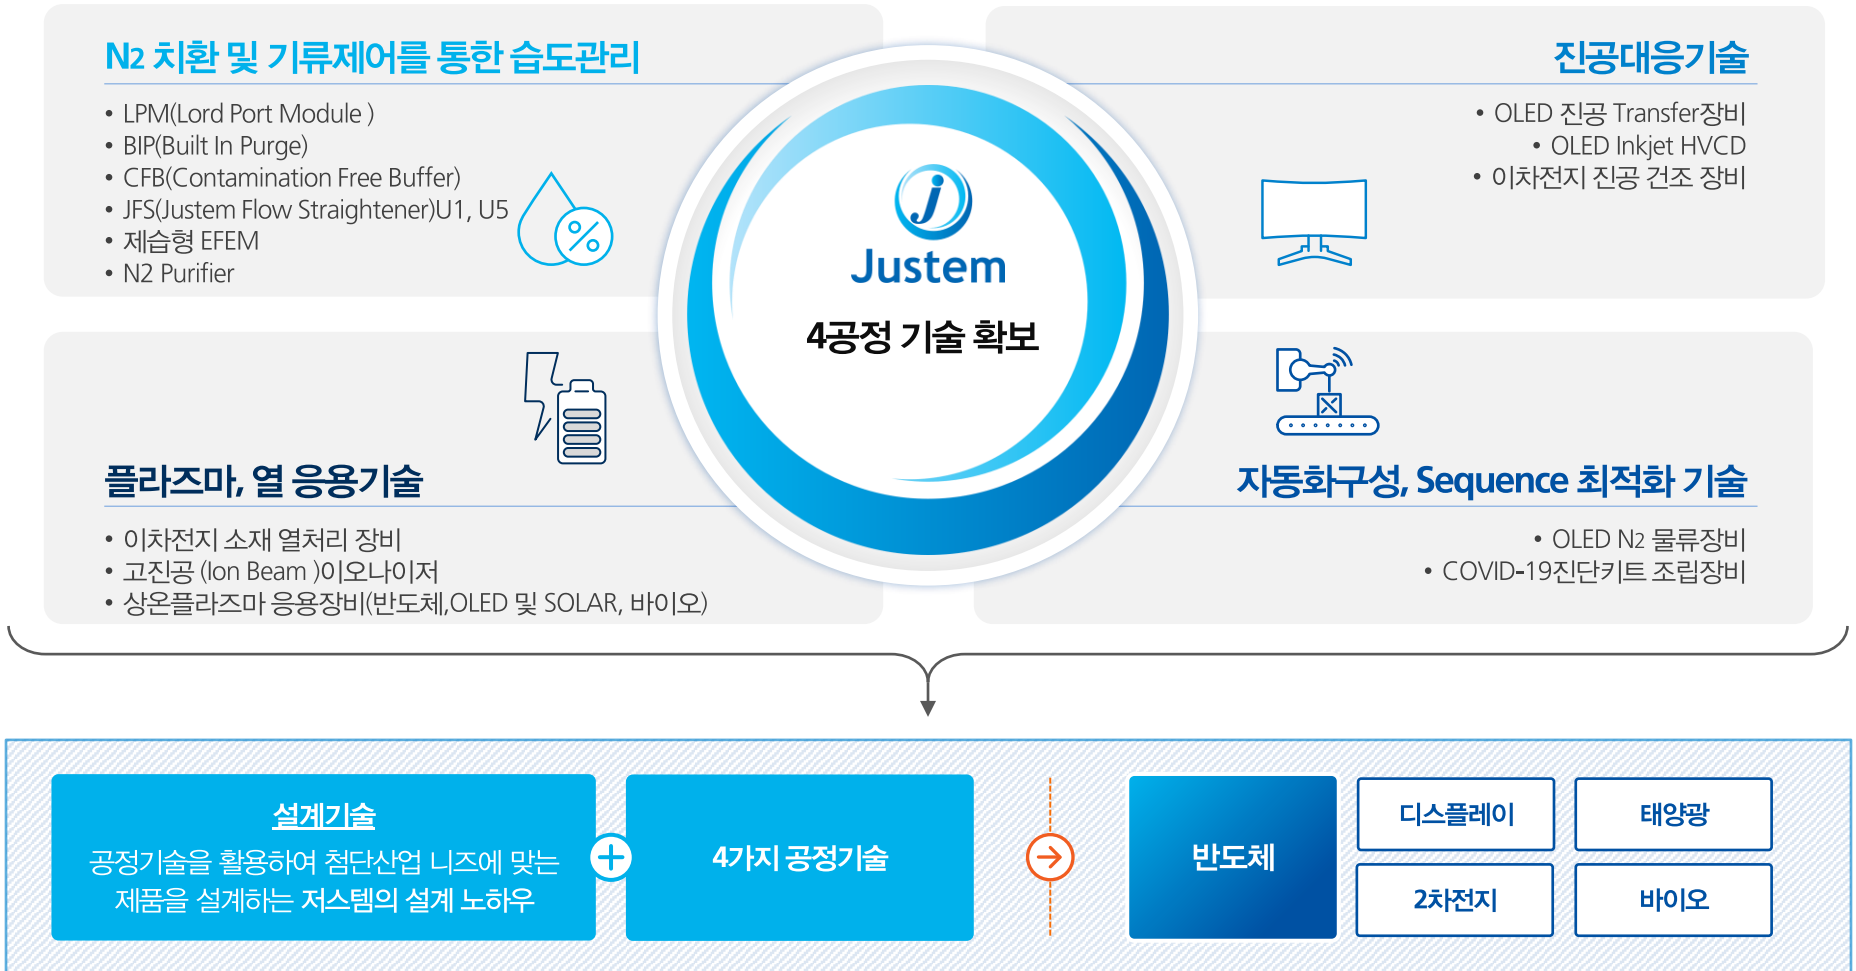 N2 치환 및 기류제어를 통한 습도관리
• LPM(Lord Port Module )
• BIP(Built In Purge)
• CFB(Contamination Free Buffer)
• JFS(Justem Flow Straightener)U1, U5
• 제습형 EFEM
• N2 Purifier
진공대응기술
• OLED 진공 Transfer장비
• OLED Inkjet HVCD
• 이차전지 진공 건조 장비
j
Justem
4공정 기술 확보
플라즈마, 열 응용기술
• 이차전지 소재 열처리 장비
• 고진공 (Ion Beam )이오나이저
• 상온플라즈마 응용장비(반도체,OLED 및 SOLAR, 바이오)
자동화구성, Sequence 최적화 기술
• OLED N2 물류장비
• COVID-19진단키트 조립장비
설계기술
공정기술을 활용하여 첨단산업 니즈에 맞는
제품을 설계하는 저스템의 설계 노하우
4가지 공정기술
반도체
디스플레이
태양광
2차전지
바이오